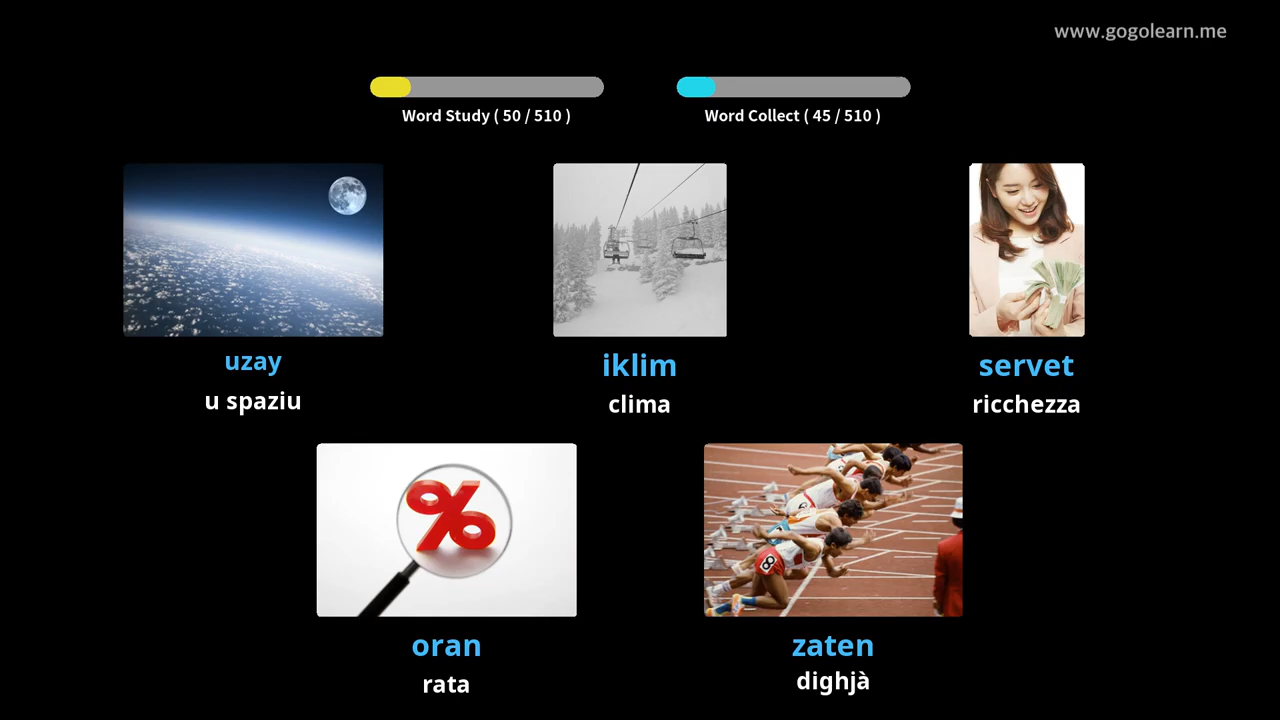 www.gogolearn.me
Word Study ( 50 / 510 )
Word Collect ( 45 / 510 )
uzay
u spaziu
iklim
clima
servet
ricchezza
oran
rata
zaten
dighjà
%
8